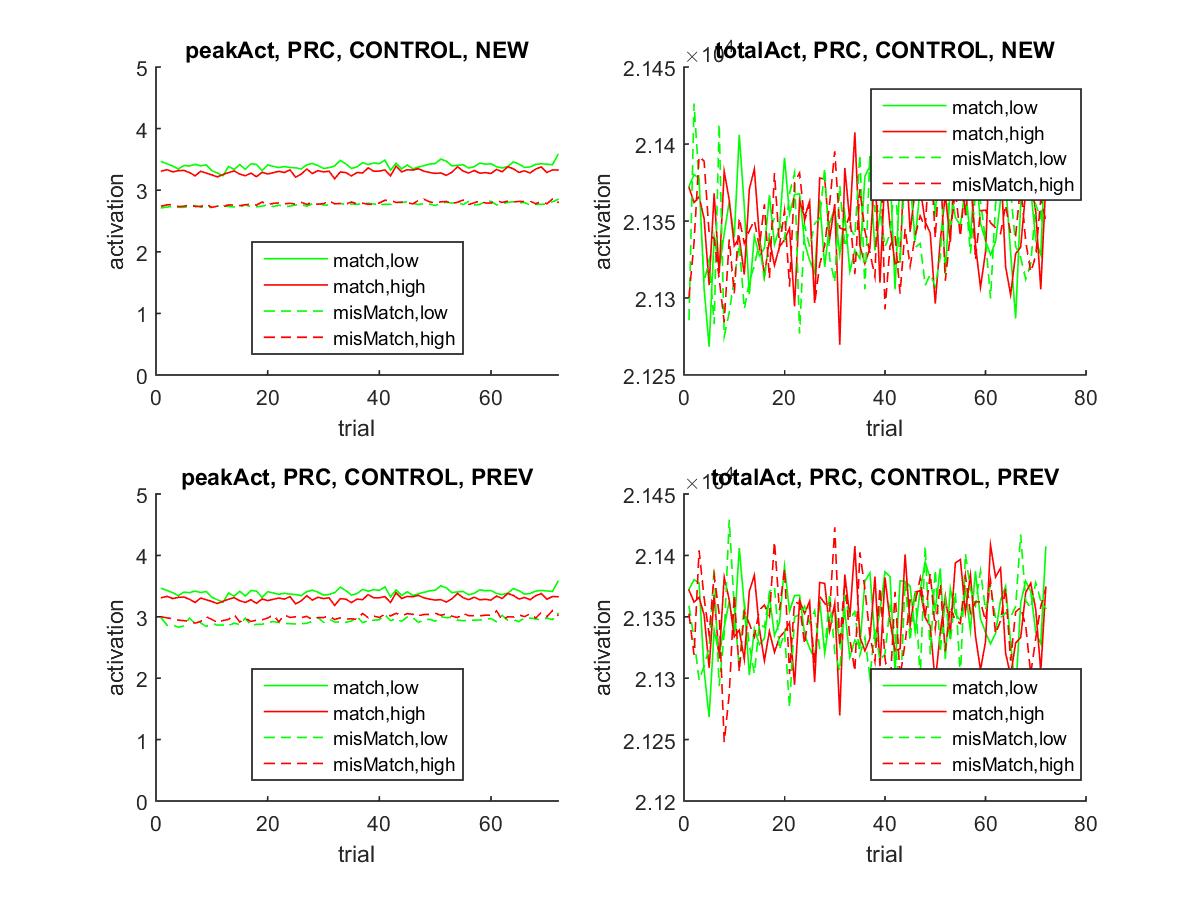 peakAct, PRC, CONTROL, NEW
5
4
3
2
1
0
0 20 40 60
activation
trial
match,low
match,high
misMatch,low
misMatch,high
totalAct, PRC, CONTROL, NEW
×10^4
2.145
2.14
2.135
2.13
2.125
0 20 40 60 80
activation
trial
match,low
match,high
misMatch,low
misMatch,high
peakAct, PRC, CONTROL, PREV
5
4
3
2
1
0
0 20 40 60
activation
trial
match,low
match,high
misMatch,low
misMatch,high
totalAct, PRC, CONTROL, PREV
×10^4
2.145
2.14
2.135
2.13
2.125
2.12
0 20 40 60 80
activation
trial
match,low
match,high
misMatch,low
misMatch,high